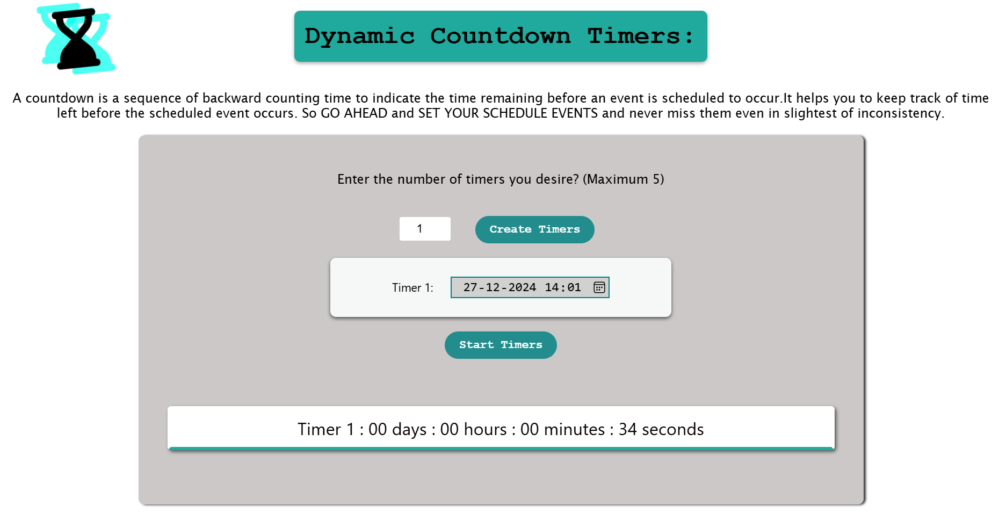 Dynamic Countdown Timers:
A countdown is a sequence of backward counting time to indicate the time remaining before an event is scheduled to occur.It helps you to keep track of time
left before the scheduled event occurs. So GO AHEAD and SET YOUR SCHEDULE EVENTS and never miss them even in slightest of inconsistency.
Enter the number of timers you desire? (Maximum 5)
1 Create Timers
Timer 1: 27-12-2024 14:01
Start Timers
Timer 1 : 00 days : 00 hours : 00 minutes : 34 seconds